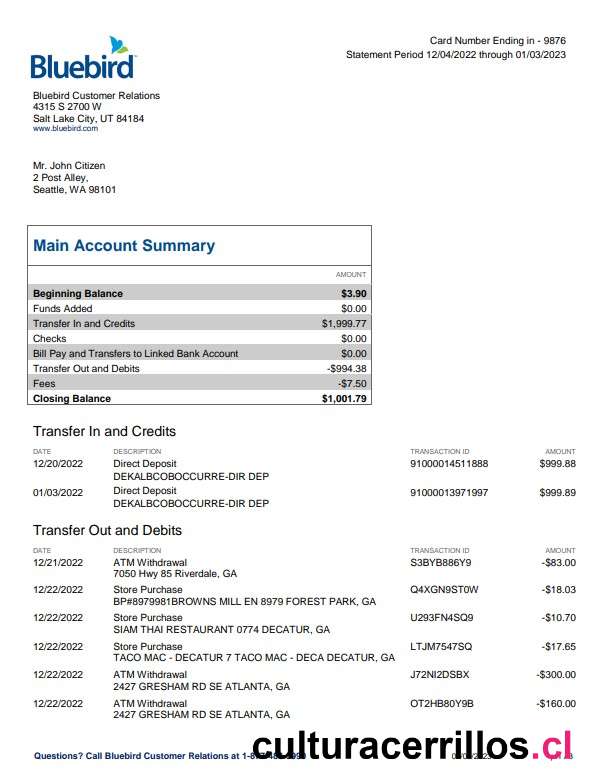 Bluebird
Card Number Ending in - 9876
Statement Period 12/04/2022 through 01/03/2023
Bluebird Customer Relations
4315 S 2700 W
Salt Lake City, UT 84184
www.bluebird.com
Mr. John Citizen
2 Post Alley,
Seattle, WA 98101
Main Account Summary
AMOUNT
Beginning Balance $3.90
Funds Added $0.00
Transfer In and Credits $1,999.77
Checks $0.00
Bill Pay and Transfers to Linked Bank Account $0.00
Transfer Out and Debits -$994.38
Fees -$7.50
Closing Balance $1,001.79
Transfer In and Credits
DATE DESCRIPTION TRANSACTION ID AMOUNT
12/20/2022 Direct Deposit 91000014511888 $999.88
DEKALBCOBOCCURRE-DIR DEP
01/03/2022 Direct Deposit 91000013971997 $999.89
DEKALBCOBOCCURRE-DIR DEP
Transfer Out and Debits
DATE DESCRIPTION TRANSACTION ID AMOUNT
12/21/2022 ATM Withdrawal S3BYB886Y9 -$83.00
7050 Hwy 85 Riverdale, GA
12/22/2022 Store Purchase Q4XGN9ST0W -$18.03
BP#8979981BROWNS MILL EN 8979 FOREST PARK, GA
12/22/2022 Store Purchase U293FN4SQ9 -$10.70
SIAM THAI RESTAURANT 0774 DECATUR, GA
12/22/2022 Store Purchase LTJM7547SQ -$17.65
TACO MAC - DECATUR 7 TACO MAC - DECA DECATUR, GA
12/22/2022 ATM Withdrawal J72NI2DSBX -$300.00
2427 GRESHAM RD SE ATLANTA, GA
12/22/2022 ATM Withdrawal OT2HB80Y9B -$160.00
2427 GRESHAM RD SE ATLANTA, GA
Questions? Call Bluebird Customer Relations at
culturacerrillos.cl